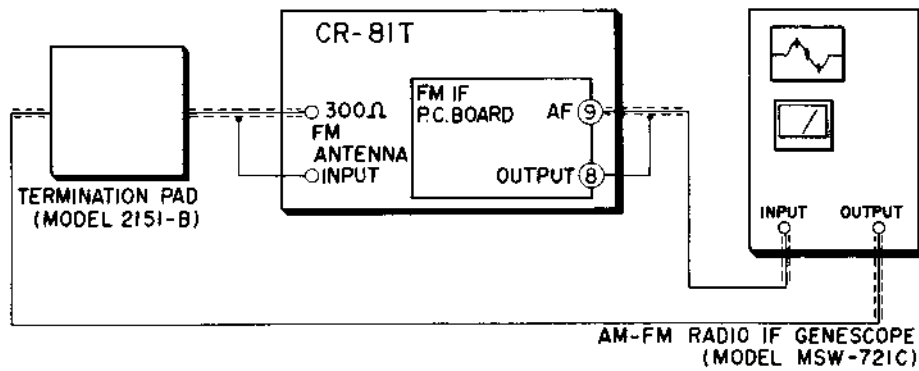 CR-81T
300Ω
FM
ANTENNA
INPUT
FM IF
P.C. BOARD
AF 9
OUTPUT 8
TERMINATION PAD
(MODEL 2151-B)
INPUT OUTPUT
AM-FM RADIO IF GENESCOPE
(MODEL MSW-721C)